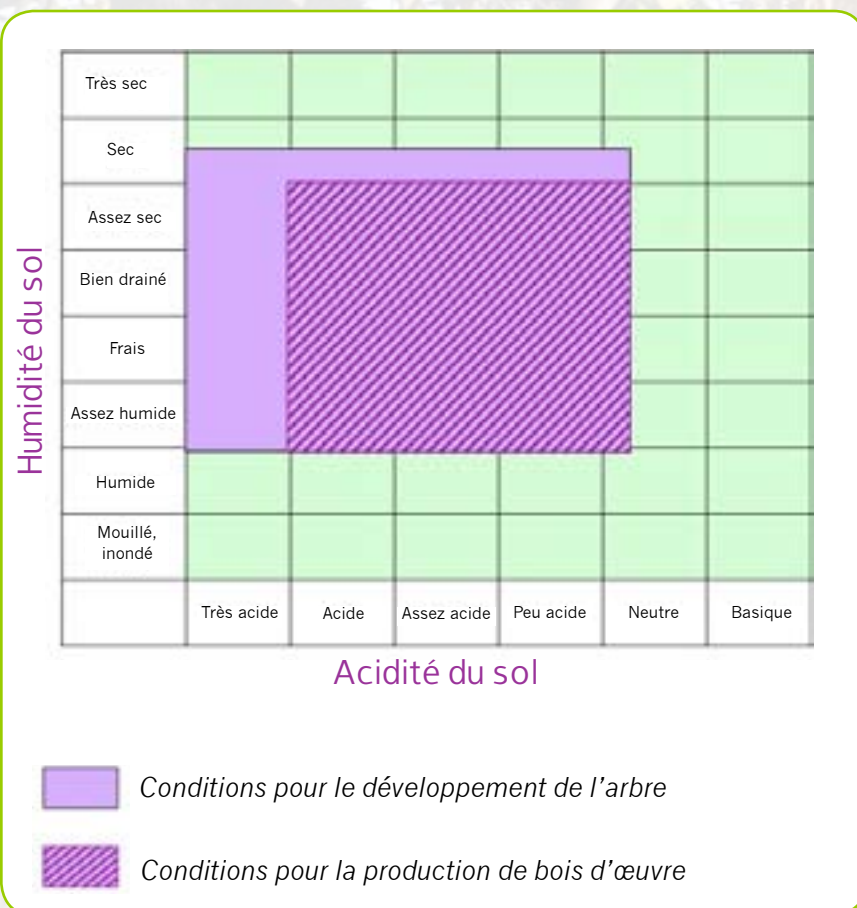 Très sec
Sec
Assez sec
Bien drainé
Frais
Assez humide
Humide
Mouillé,
inondé
Humidité du sol
Très acide Acide Assez acide Peu acide Neutre Basique
Acidité du sol
Conditions pour le développement de l'arbre
Conditions pour la production de bois d'œuvre